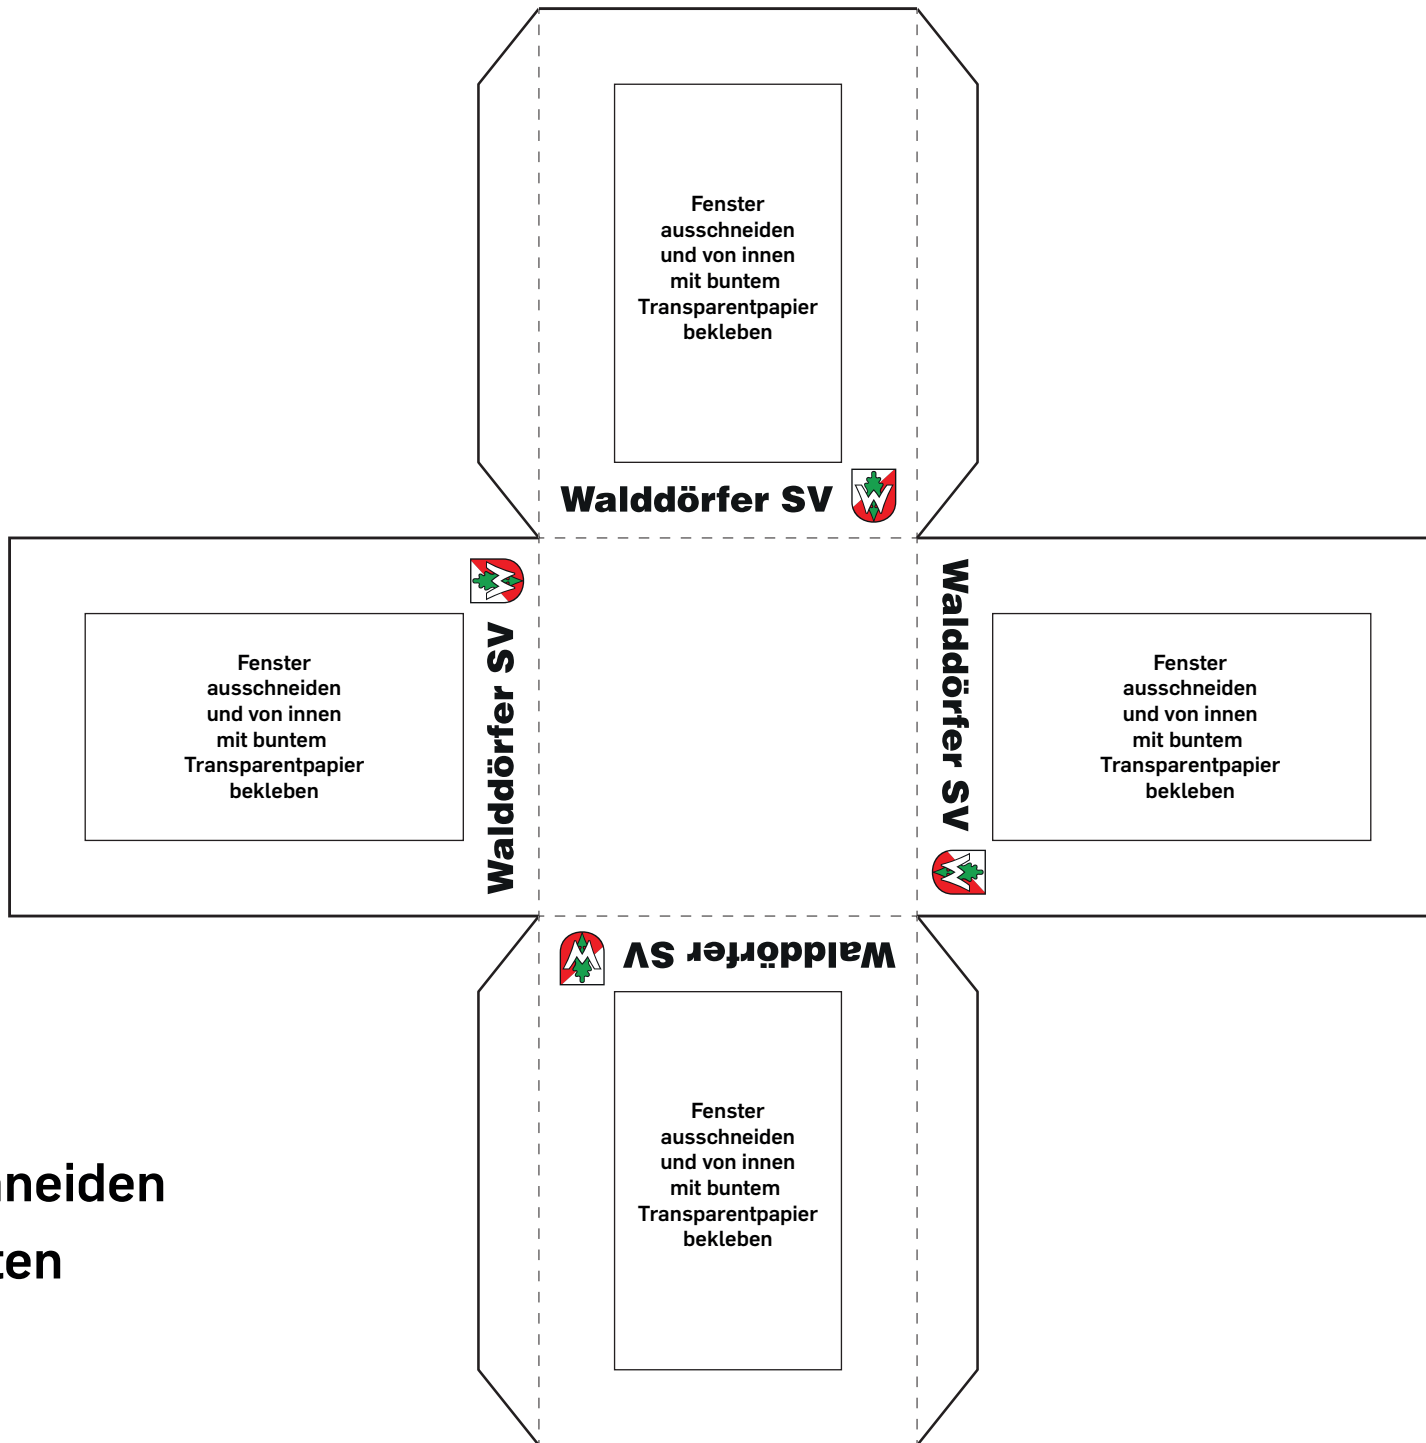 Fenster
ausschneiden
und von innen
mit buntem
Transparentpapier
bekleben
Walddörfer SV
Walddörfer SV
Fenster
ausschneiden
und von innen
mit buntem
Transparentpapier
bekleben
Walddörfer SV
Fenster
ausschneiden
und von innen
mit buntem
Transparentpapier
bekleben
Walddörfer SV
Fenster
ausschneiden
und von innen
mit buntem
Transparentpapier
bekleben